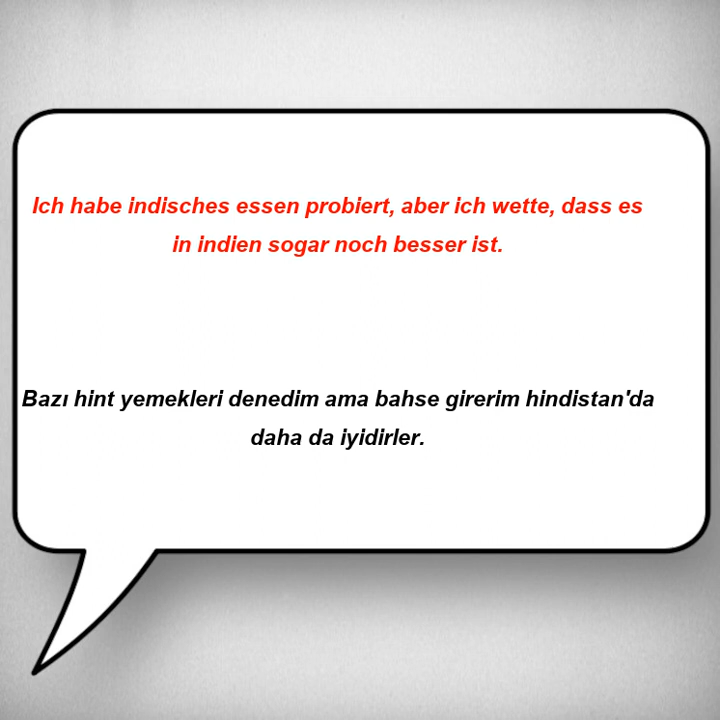 Ich habe indisches essen probiert, aber ich wette, dass es
in indien sogar noch besser ist.
Bazı hint yemekleri denedim ama bahse girerim hindistan'da
daha da iyidirler.